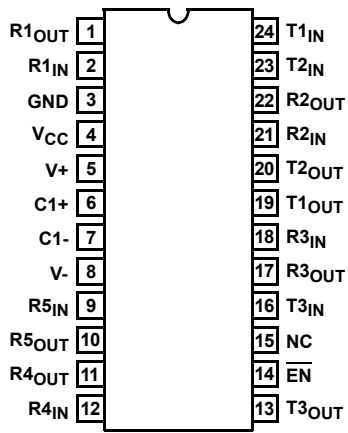 R1OUT 1 24 T1IN
R1IN 2 23 T2IN
GND 3 22 R2OUT
VCC 4 21 R2IN
V+ 5 20 T2OUT
C1+ 6 19 T1OUT
C1- 7 18 R3IN
V- 8 17 R3OUT
R5IN 9 16 T3IN
R5OUT 10 15 NC
R4OUT 11 14 EN
R4IN 12 13 T3OUT